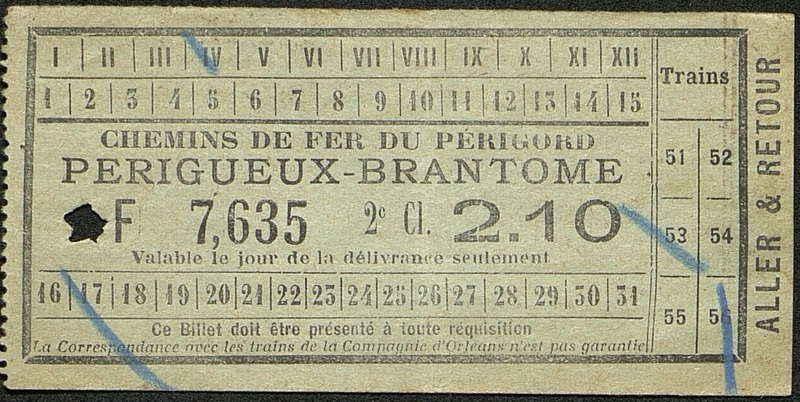 I II III IV V VI VII VIII IX X XI XII
1 2 3 4 5 6 7 8 9 10 11 12 13 14 15
CHEMINS DE FER DU PÉRIGORD
PERIGUEUX-BRANTOME
F 7,635 2e Cl. 2.10
Valable le jour de la délivrance seulement
16 17 18 19 20 21 22 23 24 25 26 27 28 29 30 31
Ce Billet doit être présenté à toute réquisition
La Correspondance avec les trains de la Compagnie d'Orléans n'est pas garantie
Trains
51 52
53 54
55 56
ALLER & RETOUR